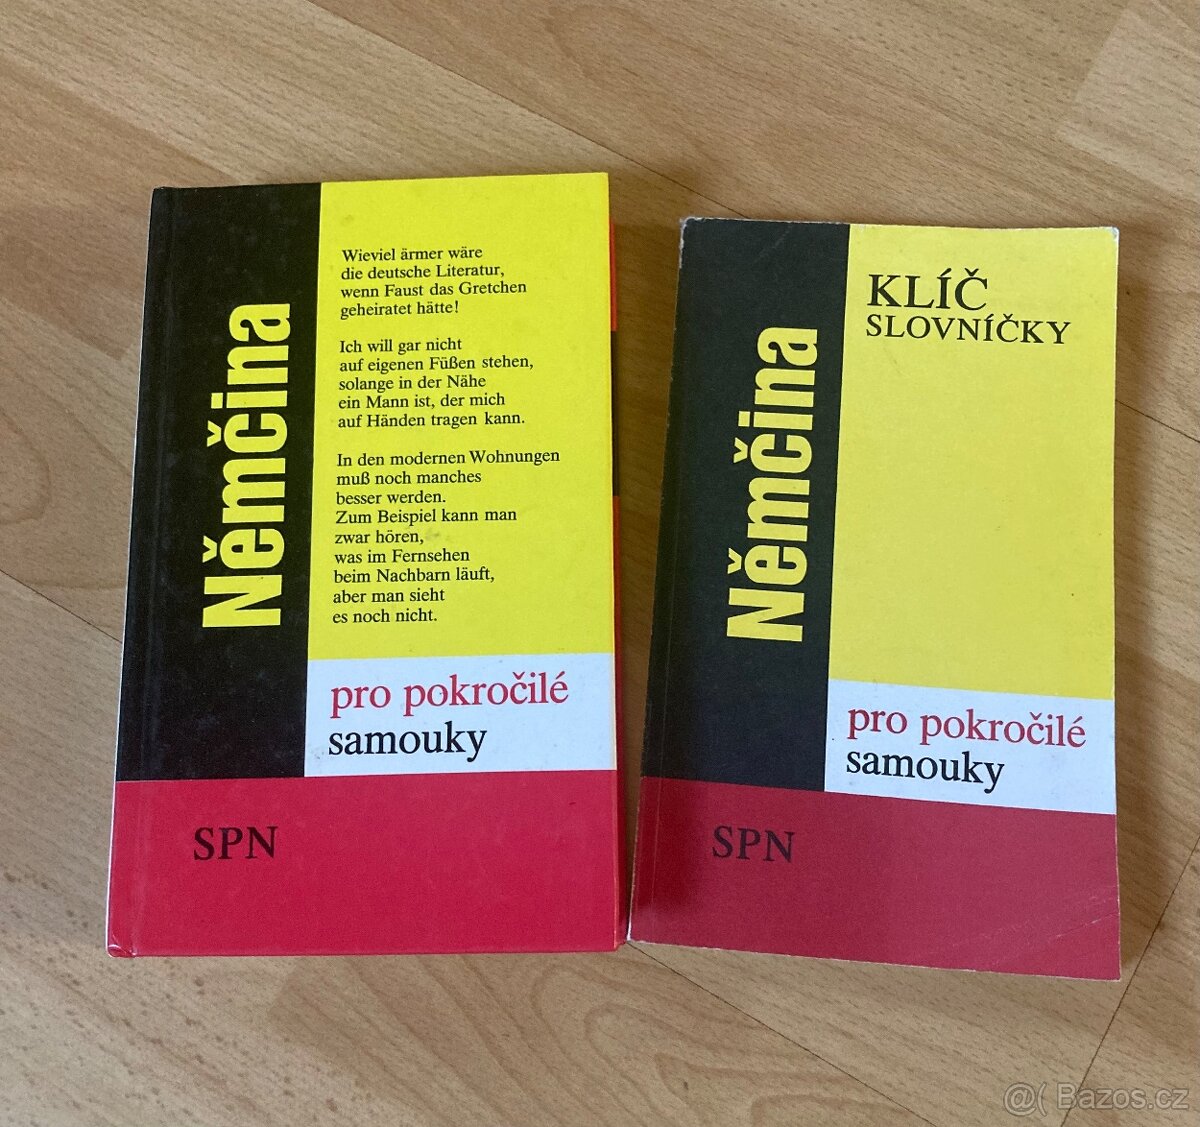 Němčina
Wieviel ärmer wäre
die deutsche Literatur,
wenn Faust das Gretchen
geheiratet hätte!
Ich will gar nicht
auf eigenen Füßen stehen,
solange in der Nähe
ein Mann ist, der mich
auf Händen tragen kann.
In den modernen Wohnungen
muß noch manches
besser werden.
Zum Beispiel kann man
zwar hören,
was im Fernsehen
beim Nachbarn läuft,
aber man sieht
es noch nicht.
pro pokročilé
samouky
SPN
Němčina
KLÍČ
SLOVNÍČKY
pro pokročilé
samouky
SPN
@( Bazos.cz